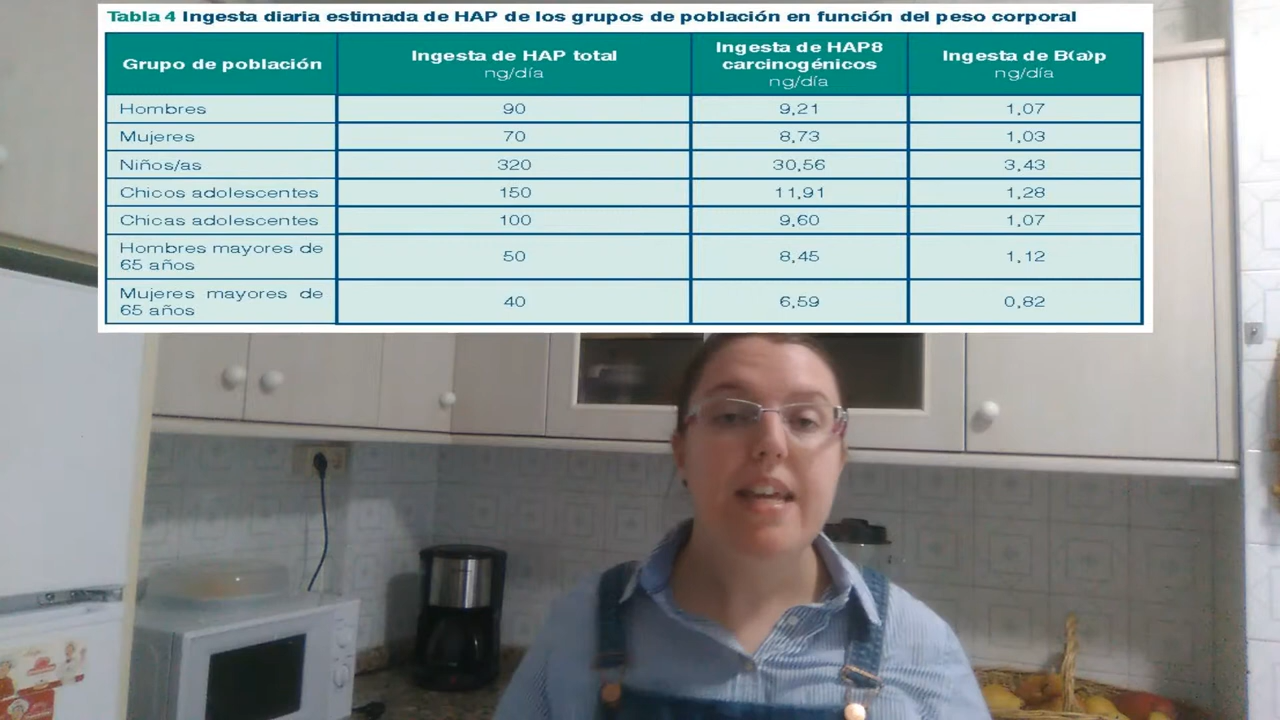 Tabla 4 Ingesta diaria estimada de HAP de los grupos de población en función del peso corporal
Grupo de población
Ingesta de HAP total
ng/día
Ingesta de HAP8
carcinogénicos
ng/día
Ingesta de B(a)p
ng/día
Hombres 90 9,21 1,07
Mujeres 70 8,73 1,03
Niños/as 320 30,56 3,43
Chicos adolescentes 150 11,91 1,28
Chicas adolescentes 100 9,60 1,07
Hombres mayores de
65 años 50 8,45 1,12
Mujeres mayores de
65 años 40 6,59 0,82